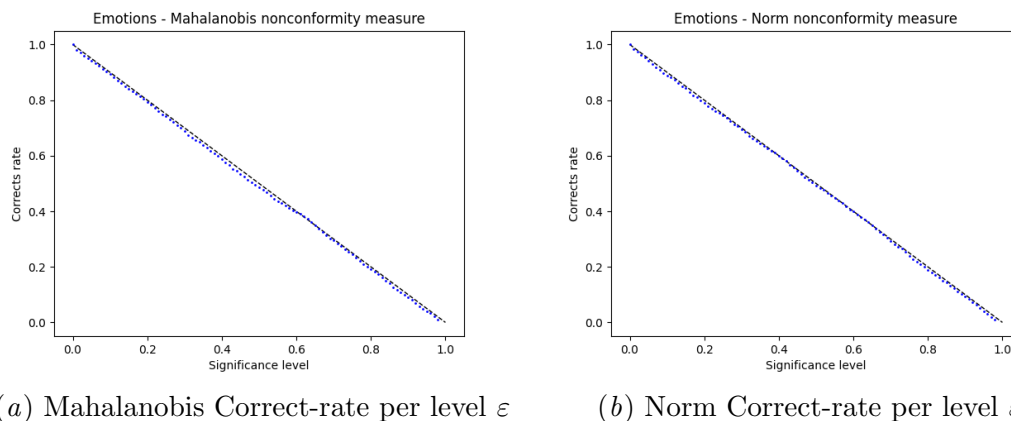 Emotions - Mahalanobis nonconformity measure
1.0
0.8
0.6
0.4
0.2
0.0
Corrects rate
0.0 0.2 0.4 0.6 0.8 1.0
Significance level
(a) Mahalanobis Correct-rate per level ε
Emotions - Norm nonconformity measure
1.0
0.8
0.6
0.4
0.2
0.0
Corrects rate
0.0 0.2 0.4 0.6 0.8 1.0
Significance level
(b) Norm Correct-rate per level